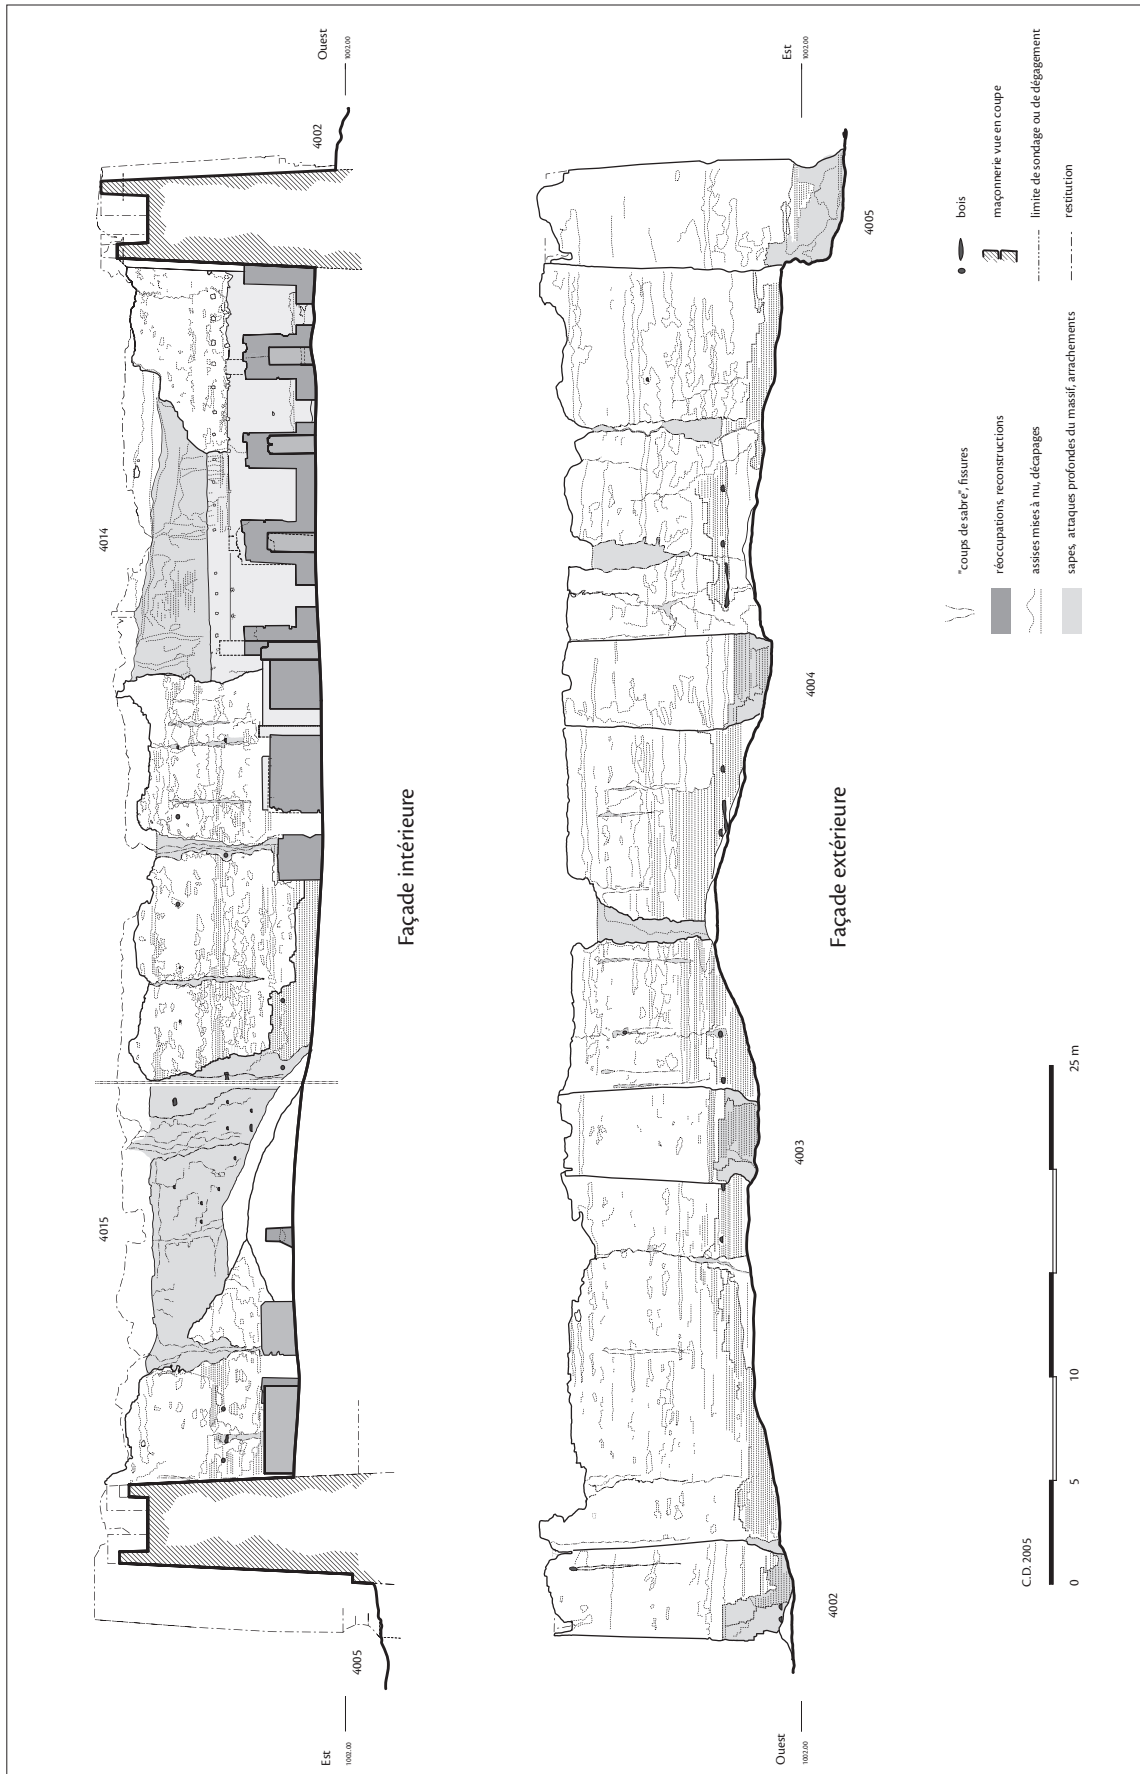 Est
1002.00
4005
4015
4014
4002
Ouest
1002.00
Façade intérieure
Ouest
1002.00
4002
4003
4004
4005
Est
1002.00
Façade extérieure
C.D. 2005
0
5
10
25 m
"coups de sabre", fissures
réoccupations, reconstructions
assises mises à nu, décapages
sapes, attaques profondes du massif, arrachements
bois
maçonnerie vue en coupe
limite de sondage ou de dégagement
restitution